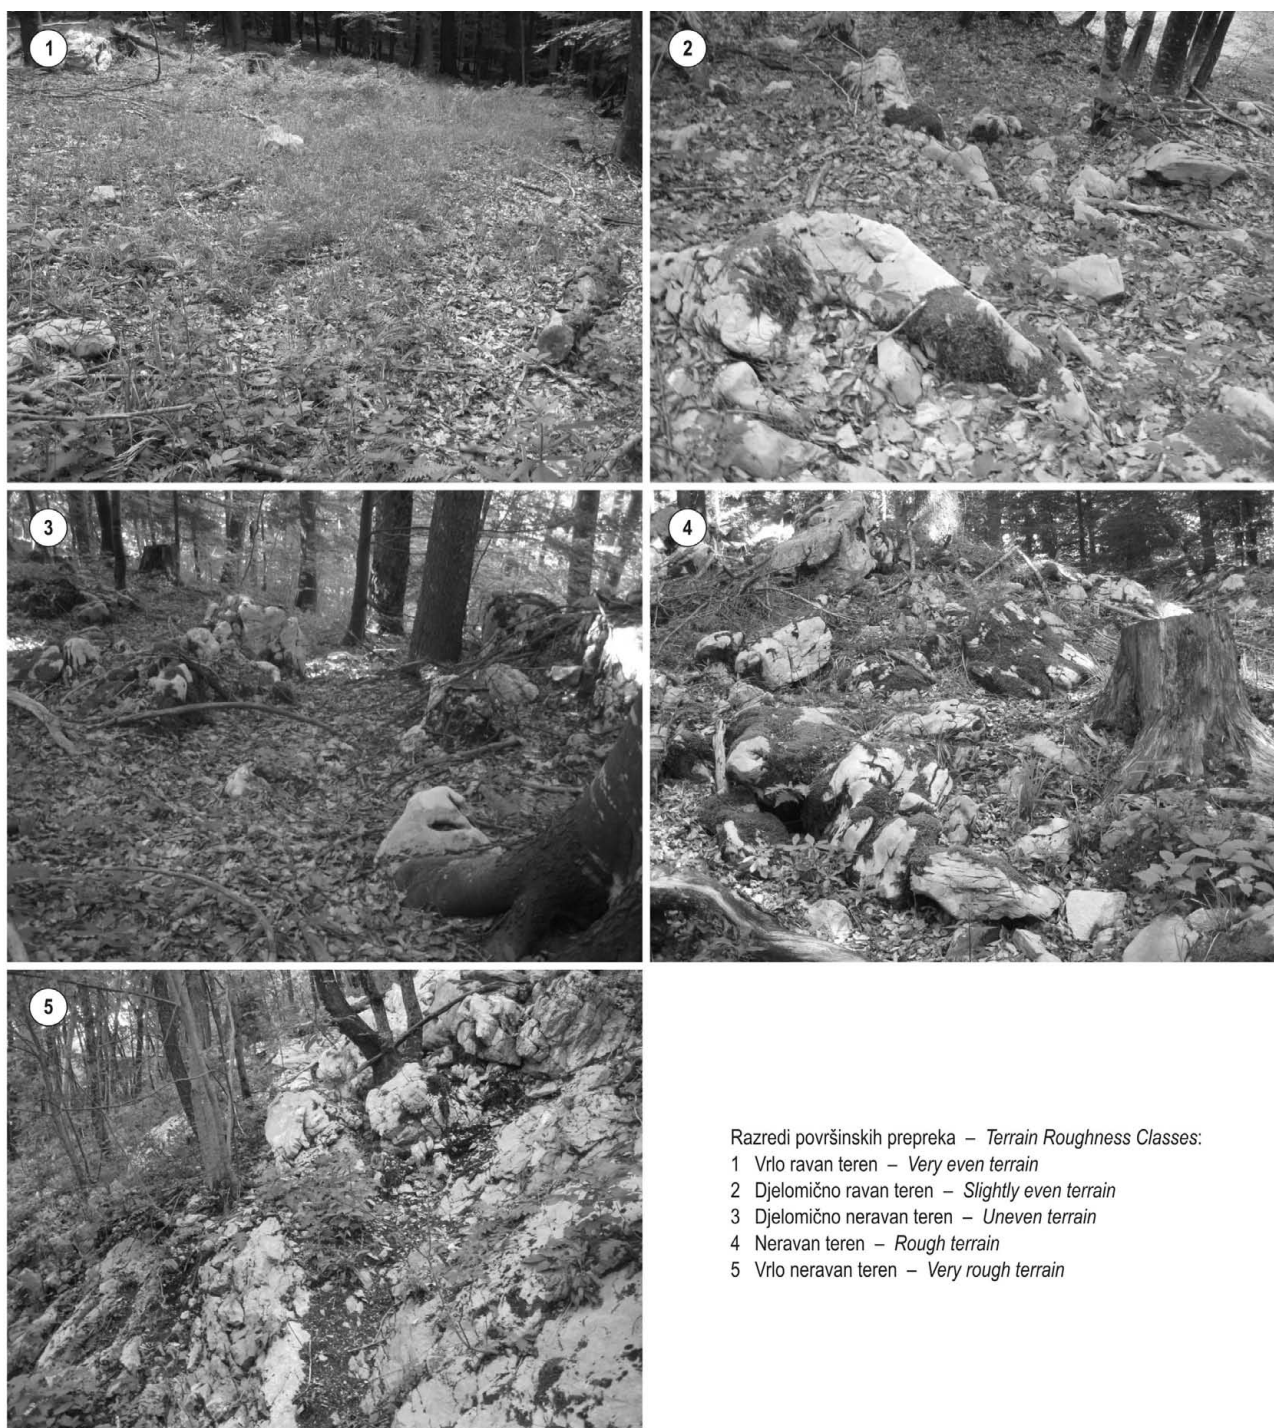 1
2
3
4
5
Razredi površinskih prepreka – Terrain Roughness Classes:
1 Vrlo ravan teren – Very even terrain
2 Djelomično ravan teren – Slightly even terrain
3 Djelomično neravan teren – Uneven terrain
4 Neravan teren – Rough terrain
5 Vrlo neravan teren – Very rough terrain